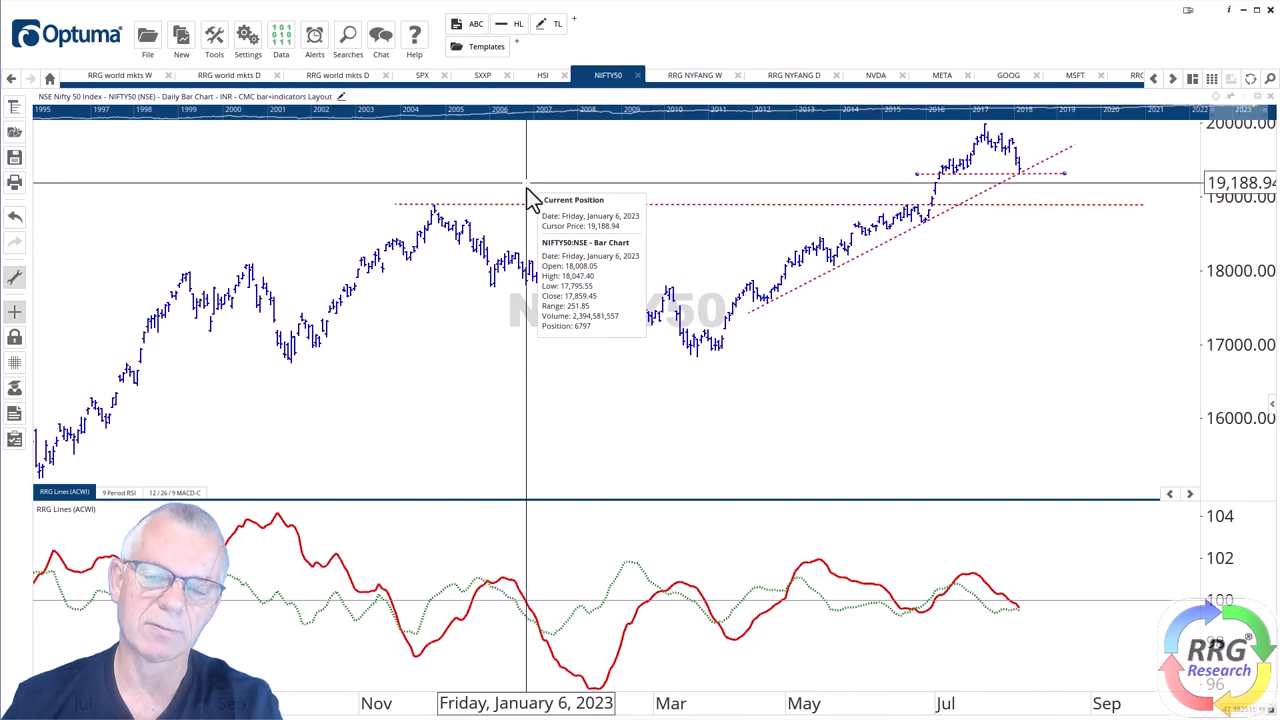 Optuma
File
New
Tools
Settings
Data
Alerts
Searches
Chat
Help
ABC
HL
TL
Templates
RRG world mkts W
RRG world mkts D
RRG world mkts D
SPX
SXXP
HSI
NIFTY50
RRG NYFANG W
RRG NYFANG D
NVDA
META
GOOG
MSFT
RRC
NSE Nifty 50 Index - NIFTY50 (NSE) - Daily Bar Chart - INR - CMC bar+indicators Layout
1995 1996 1997 1998 1999 2000 2001 2002 2003 2004 2005 2006 2007 2008 2009 2010 2011 2012 2013 2014 2015 2016 2017 2018 2019 2020 2021 2022 2023
20000.00
19,188.94
19000.00
18000.00
17000.00
16000.00
Current Position
Date: Friday, January 6, 2023
Cursor Price: 19,188.94
NIFTY50:NSE - Bar Chart
Date: Friday, January 6, 2023
Open: 18,008.05
High: 18,047.40
Low: 17,795.55
Close: 17,859.45
Range: 251.85
Volume: 2,394,581,557
Position: 6797
RRG Lines (ACWI)
9 Period RSI
12 / 26 / 9 MACD-C
RRG Lines (ACWI)
104
102
100
98
96
RRG®
Research
Jul
Sep
Nov
Friday, January 6, 2023
Mar
May
Jul
Sep